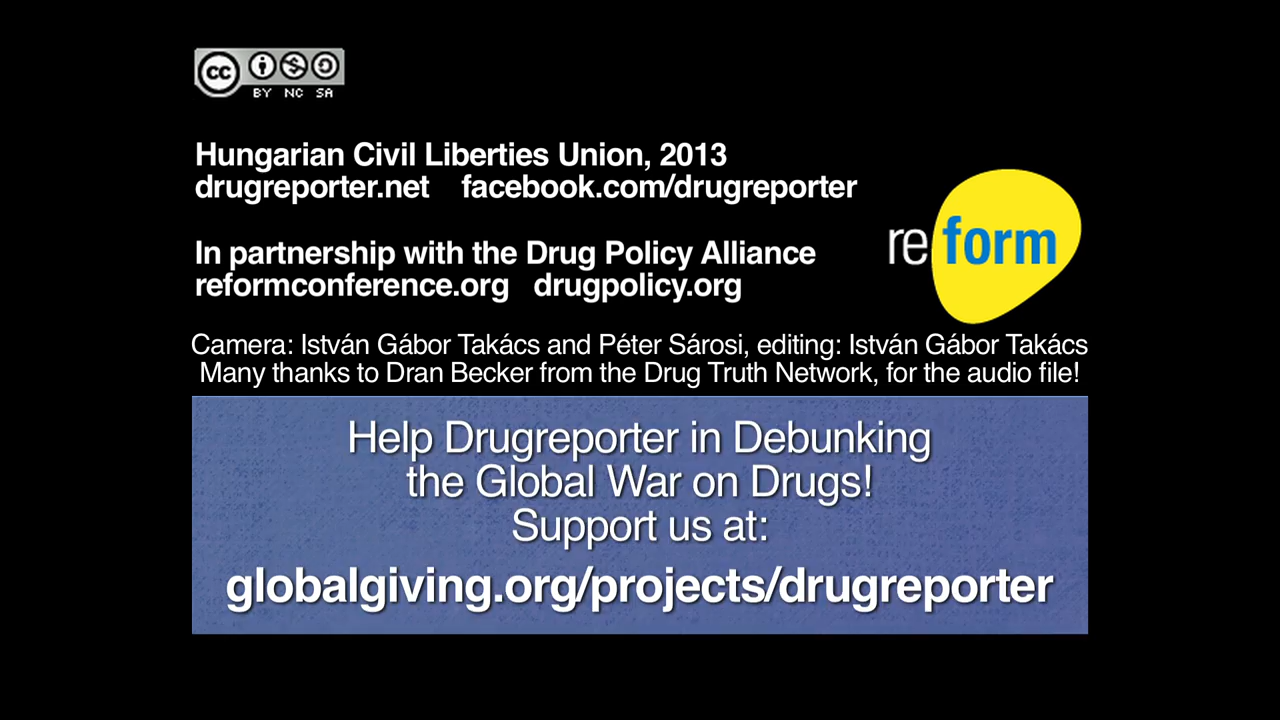 cc
BY NC SA
Hungarian Civil Liberties Union, 2013
drugreporter.net facebook.com/drugreporter
In partnership with the Drug Policy Alliance
reformconference.org drugpolicy.org
reform
Camera: István Gábor Takács and Péter Sárosi, editing: István Gábor Takács
Many thanks to Dran Becker from the Drug Truth Network, for the audio file!
Help Drugreporter in Debunking
the Global War on Drugs!
Support us at:
globalgiving.org/projects/drugreporter